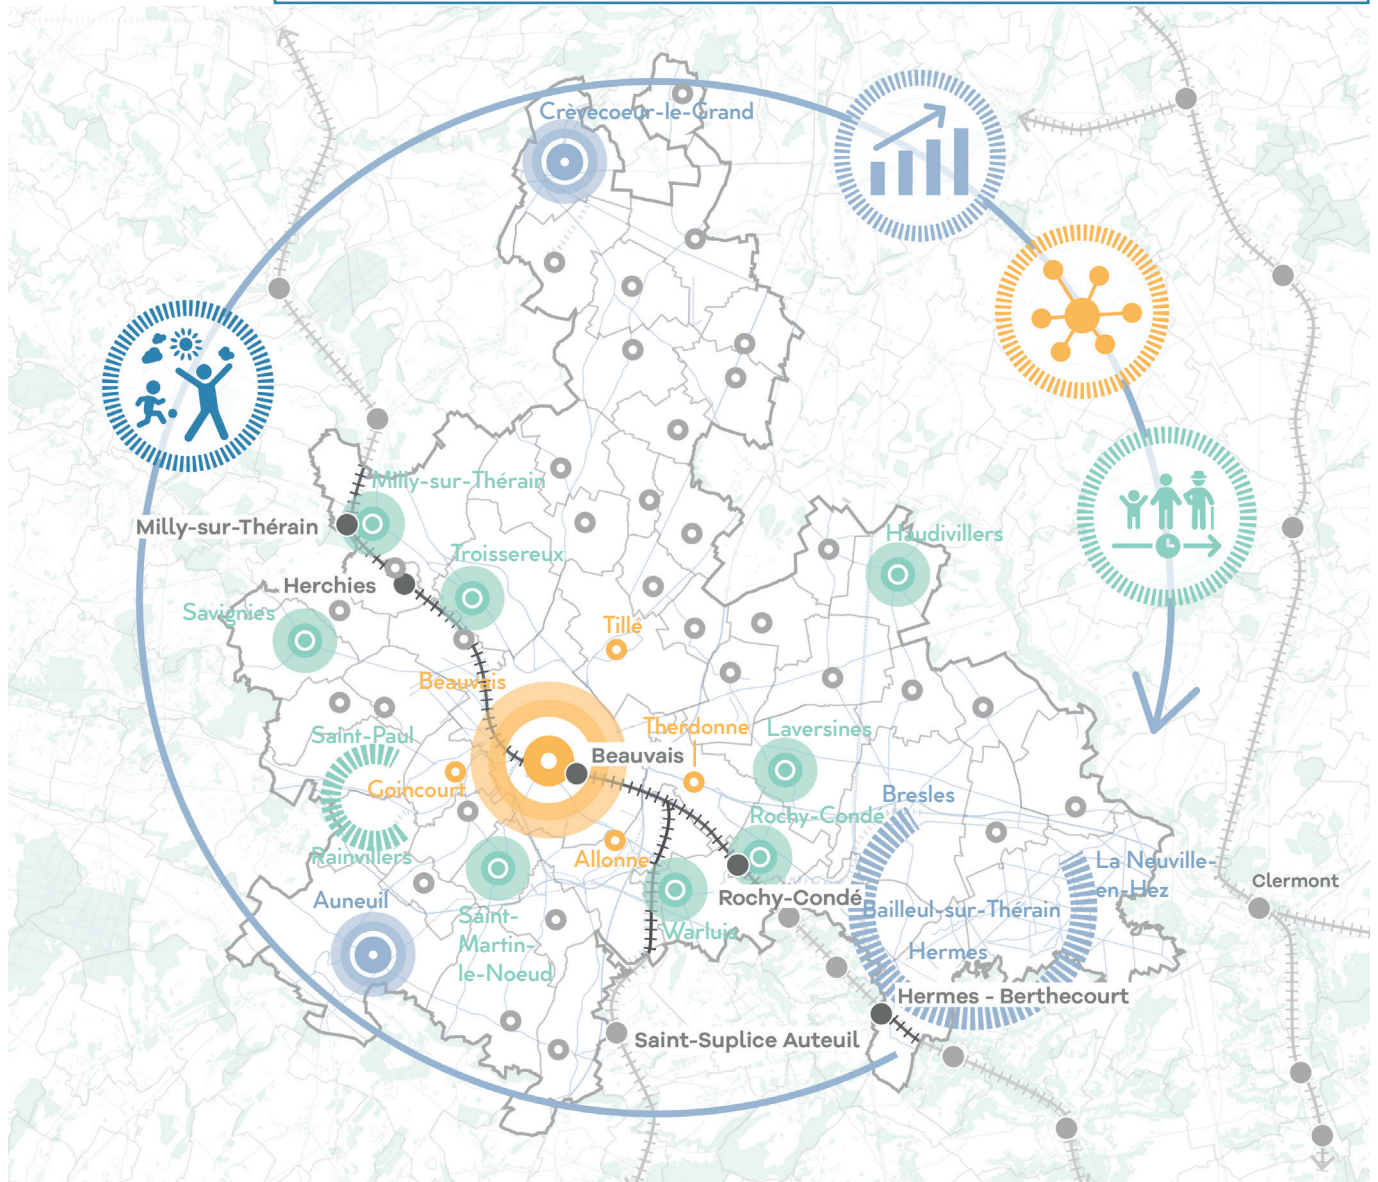 Crèvecoeur-le-Grand
Milly-sur-Thérain
Milly-sur-Thérain
Haudivillers
Troissereux
Herchies
Savignies
Tillé
Beauvais
Therdonne
Laversines
Saint-Paul
Beauvais
Goincourt
Bresles
Rochy-Condé
Rainvillers
Allonne
La Neuville-
en-Hez
Clermont
Auneuil
Rochy-Condé
Bailleul-sur-Thérain
Saint-
Martin-
le-Noeud
Warluis
Hermes
Hermes - Berthecourt
Saint-Suplice Auteuil